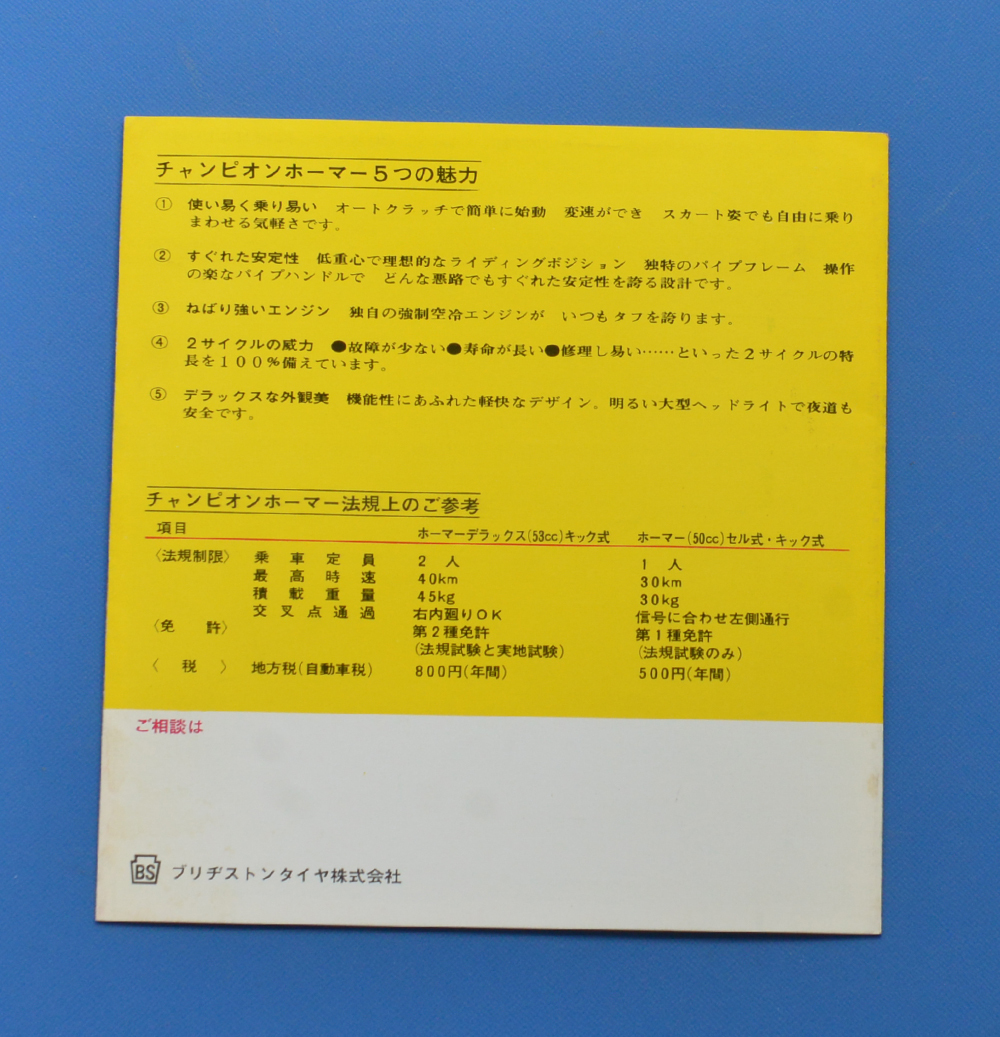 チャンピオンホーマー5つの魅力
① 使い易く乗り易い　オートクラッチで簡単に始動　変速ができ　スカート姿でも自由に乗り
まわせる気軽さです。
② すぐれた安定性　低重心で理想的なライディングポジション　独特のパイプフレーム　操作
の楽なパイプハンドルで　どんな悪路でもすぐれた安定性を誇る設計です。
③ ねばり強いエンジン　独自の強制空冷エンジンが　いつもタフを誇ります。
④ 2サイクルの威力　●故障が少ない●寿命が長い●修理し易い……といった2サイクルの特
長を100%備えています。
⑤ デラックスな外観美　機能性にあふれた軽快なデザイン。明るい大型ヘッドライトで夜道も
安全です。
チャンピオンホーマー法規上のご参考
項目　ホーマーデラックス(53cc)キック式　ホーマー(50cc)セル式・キック式
〈法規制限〉　乗車定員　2人　1人
最高時速　40km　30km
積載重量　45kg　30kg
交叉点通過　右内廻りOK　信号に合わせ左側通行
〈免許〉　第2種免許　第1種免許
(法規試験と実地試験)　(法規試験のみ)
〈税〉　地方税(自動車税)　800円(年間)　500円(年間)
ご相談は
BS ブリヂストンタイヤ株式会社